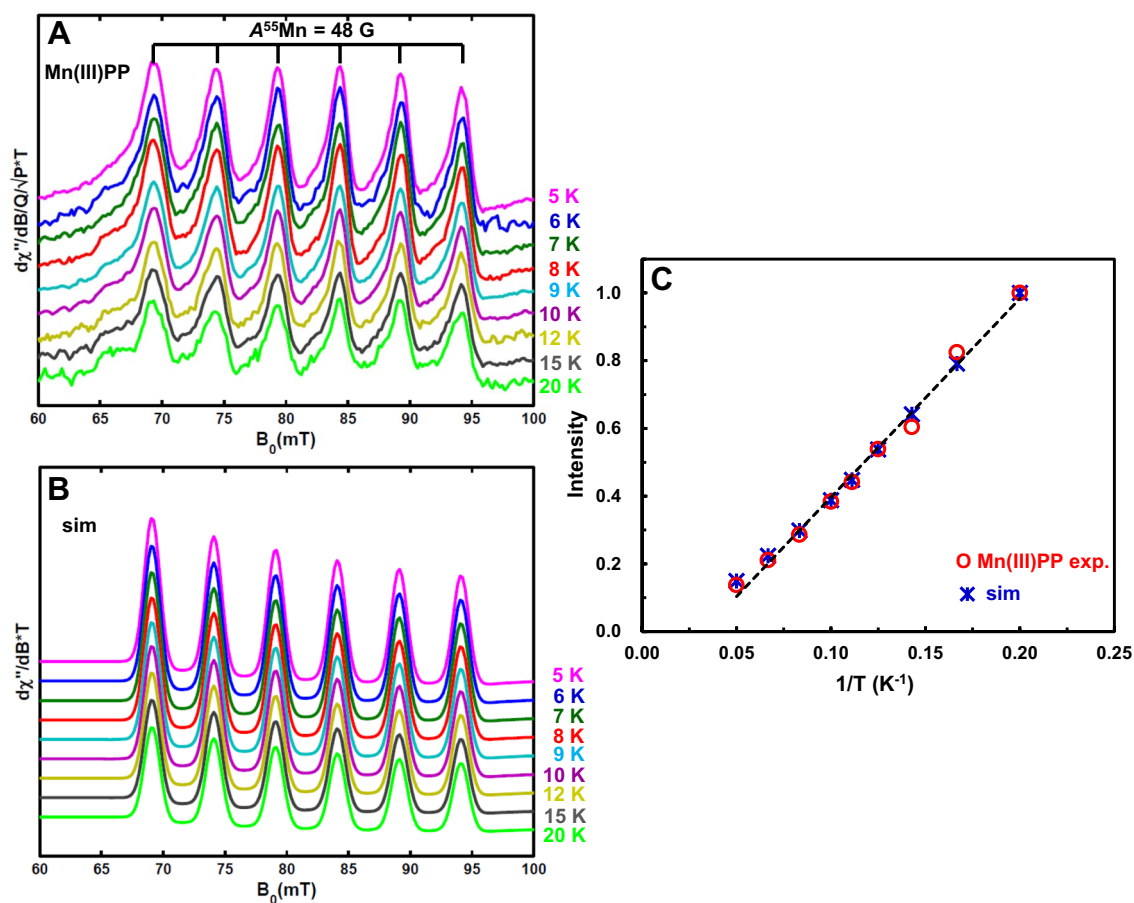 A
A⁵⁵Mn = 48 G
Mn(III)PP
dχ"/dB/Q/√P*T
5 K
6 K
7 K
8 K
9 K
10 K
12 K
15 K
20 K
60 65 70 75 80 85 90 95 100
B₀(mT)
B
sim
dχ"/dB*T
5 K
6 K
7 K
8 K
9 K
10 K
12 K
15 K
20 K
60 65 70 75 80 85 90 95 100
B₀(mT)
C
Intensity
1.0
0.8
0.6
0.4
0.2
0.0
O Mn(III)PP exp.
sim
0.00 0.05 0.10 0.15 0.20 0.25
1/T (K⁻¹)